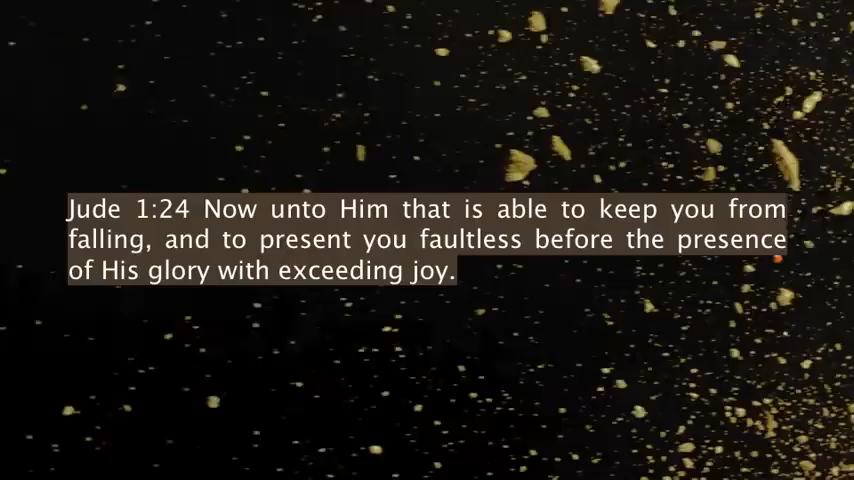 Jude 1:24 Now unto Him that is able to keep you from
falling, and to present you faultless before the presence
of His glory with exceeding joy.